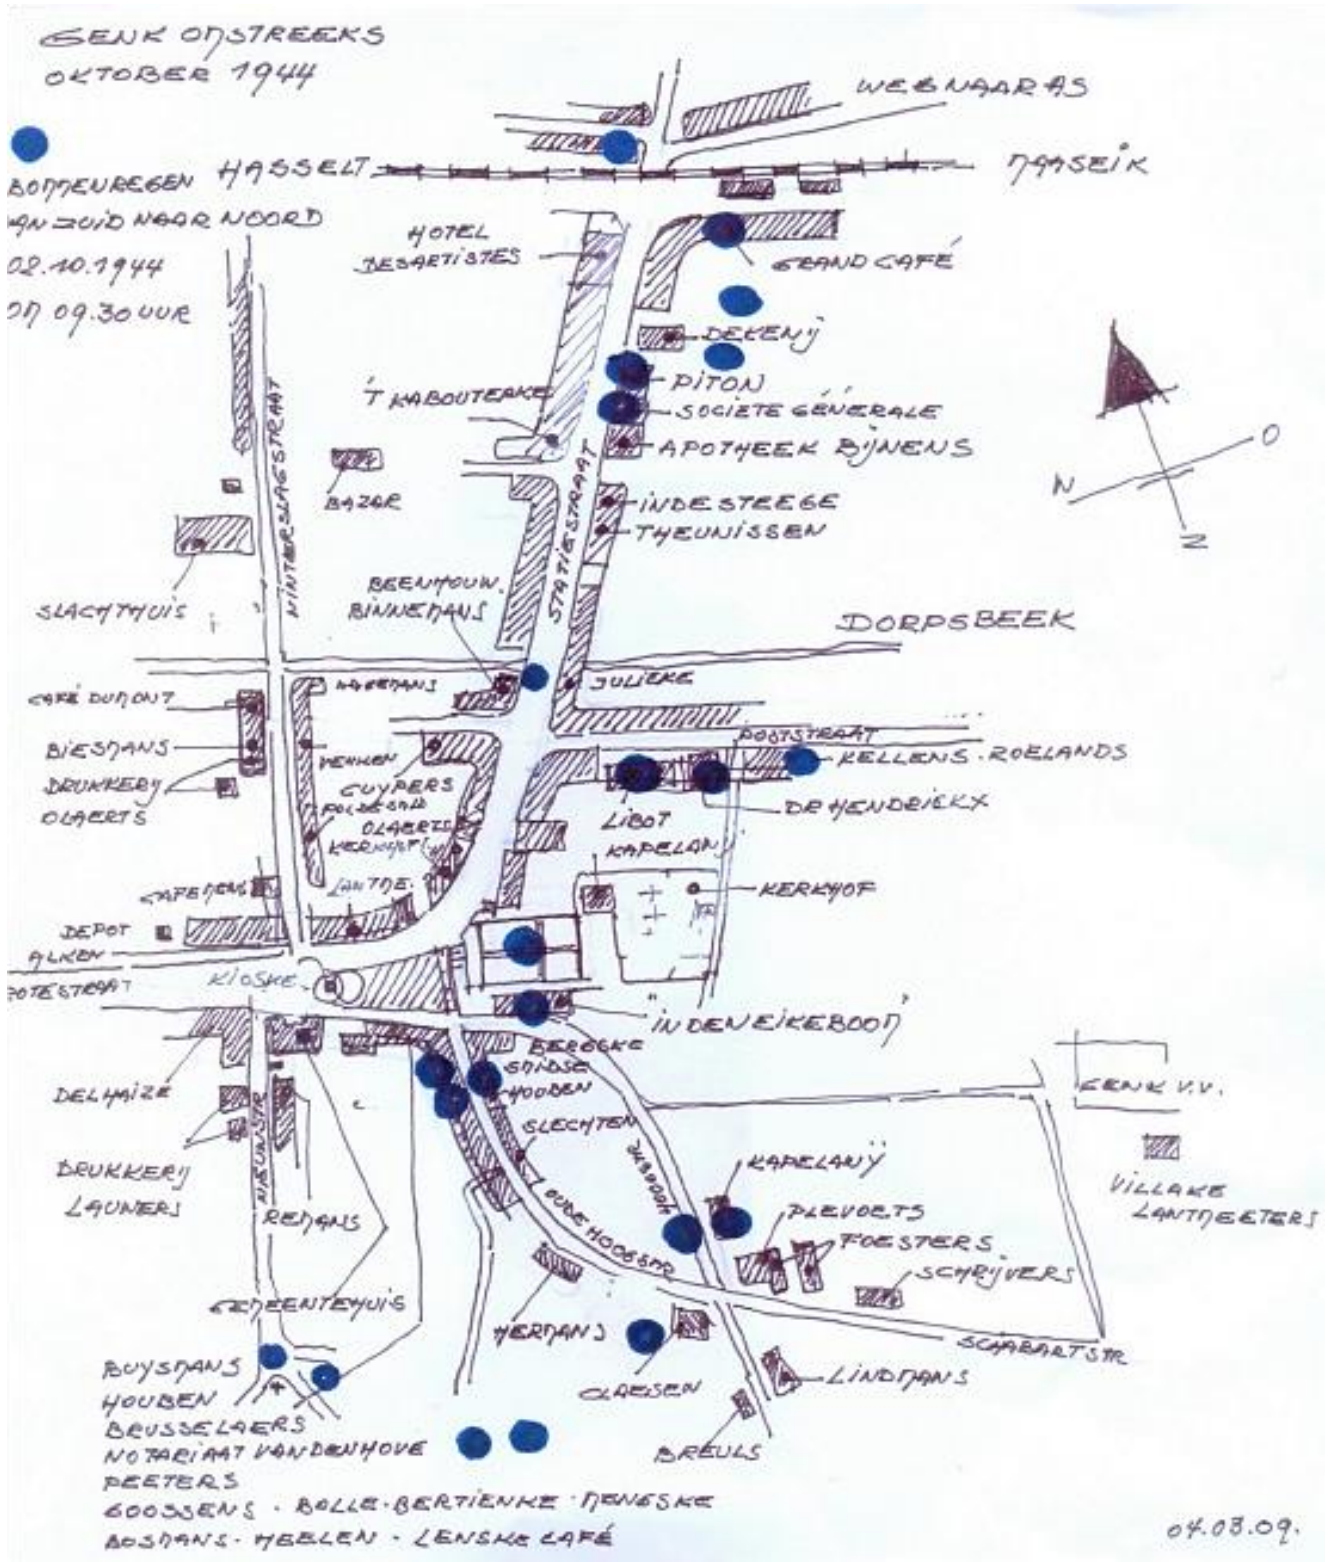 GENK OMSTREEKS
OKTOBER 1944
WEG NAAR AS
BOMMENREGEN
AN ZUID NAAR NOORD
02.10.1944
OM 09.30 UUR
HASSELT
MAASEIK
HOTEL
DES ARTISTES
GRAND CAFÉ
DEKENIJ
PITON
'T KABOUTERKE
SOCIETE GÉNÉRALE
APOTHEEK BIJNENS
O
W
Z
BAZAR
WINTERSLAGSTRAAT
STATIESTRAAT
INDESTEEGE
THEUNISSEN
SLACHTHUIS
BEENHOUW.
BINNEMANS
DORPSBEEK
JULIEKE
CAFÉ DUMONT
BIESMANS
DRUKKERIJ
OLAERTS
CUYPERS
OLAERTS
KERKHOFS
POSTSTRAAT
KELLENS - ROELANDS
DR HENDRICKX
LIBOT
KAPELANIJ
KERKHOF
DEPOT
ALKEN
KIOSKE
"IN DEN EIKEBOOM"
DELHAIZE
BEREGKE
SMIDSE
HOUBEN
SLECHTEN
GENK V.V.
DRUKKERIJ
LAUWERS
NIEUWSTR
REMANS
OUDE HOOGSTR
HOOGSTR
KAPELANIJ
PLEVOETS
FOESTERS
SCHRIJVERS
VILLAKE
LANTMEETERS
GEMEENTEHUIS
HERMANS
CLAESEN
SCHABARTSTR
LINDMANS
BREULS
BUYSMANS
HOUBEN
BRUSSELAERS
NOTARIAAT VANDENHOVE
PEETERS
GOOSSENS - BOLLE - BERTIENKE - MENESKE
BOSMANS - HEELEN - LENSKE CAFÉ
04.03.09.